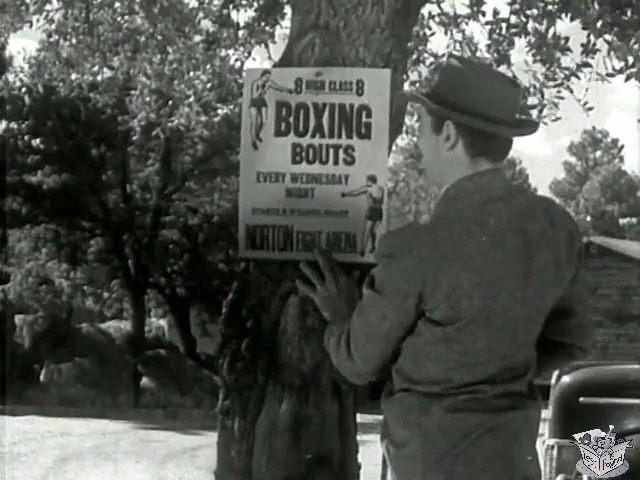 8 HIGH CLASS 8
BOXING
BOUTS
EVERY WEDNESDAY
NIGHT
NORTON FIGHT ARENA